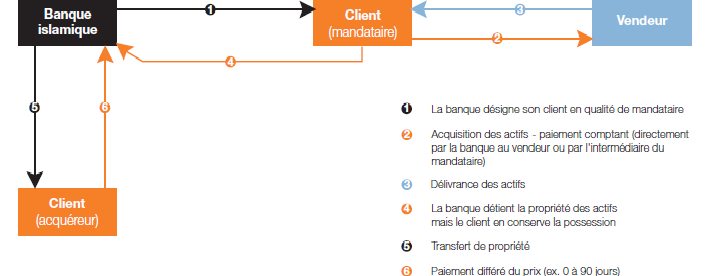 Banque
islamique
1
Client
(mandataire)
3
Vendeur
2
4
5
6
Client
(acquéreur)
1 La banque désigne son client en qualité de mandataire
2 Acquisition des actifs - paiement comptant (directement
par la banque au vendeur ou par l'intermédiaire du
mandataire)
3 Délivrance des actifs
4 La banque détient la propriété des actifs
mais le client en conserve la possession
5 Transfert de propriété
6 Paiement différé du prix (ex. 0 à 90 jours)